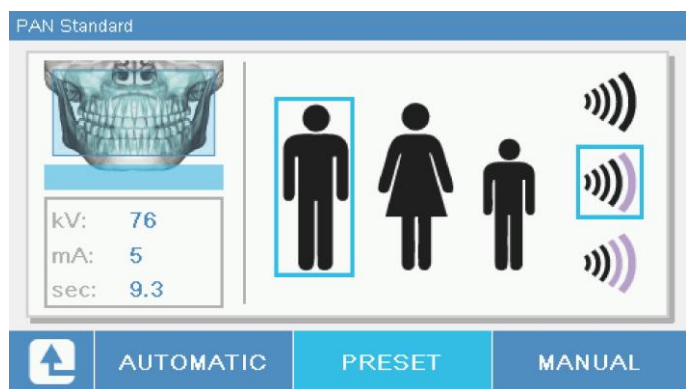 PAN Standard
kV: 76
mA: 5
sec: 9.3
AUTOMATIC PRESET MANUAL